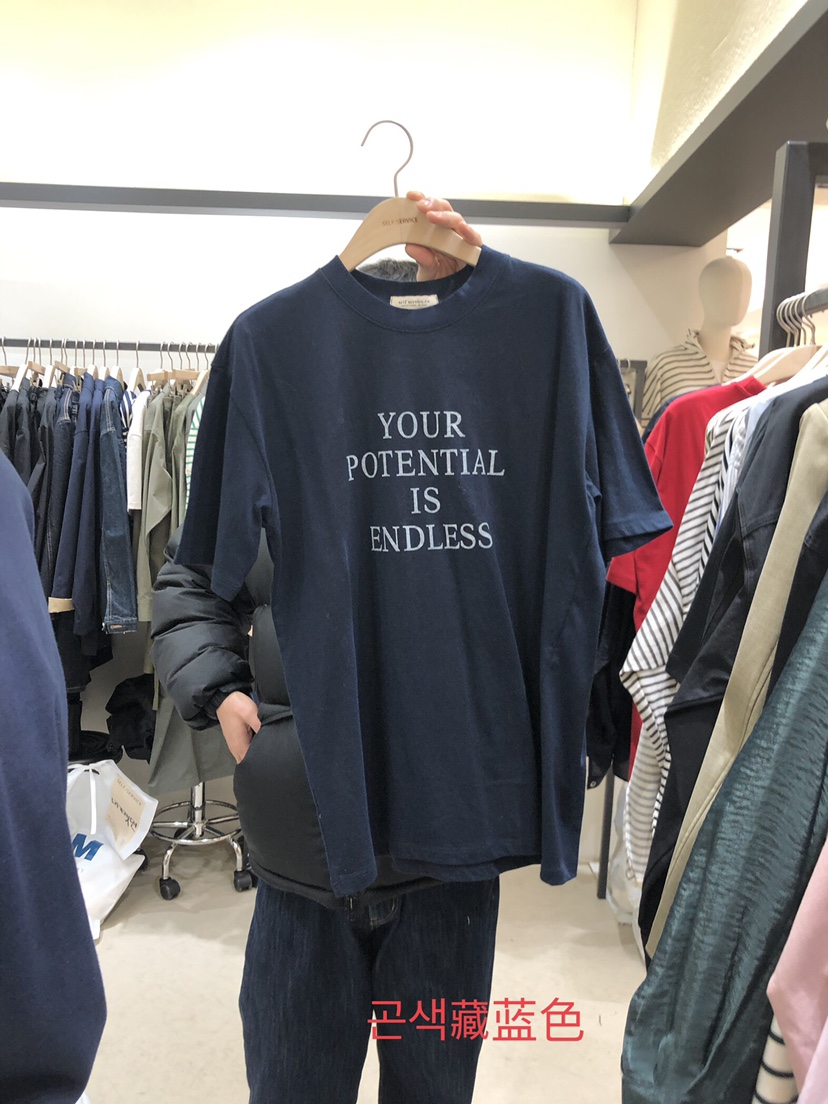 YOUR
POTENTIAL
IS
ENDLESS
곤색藏蓝色